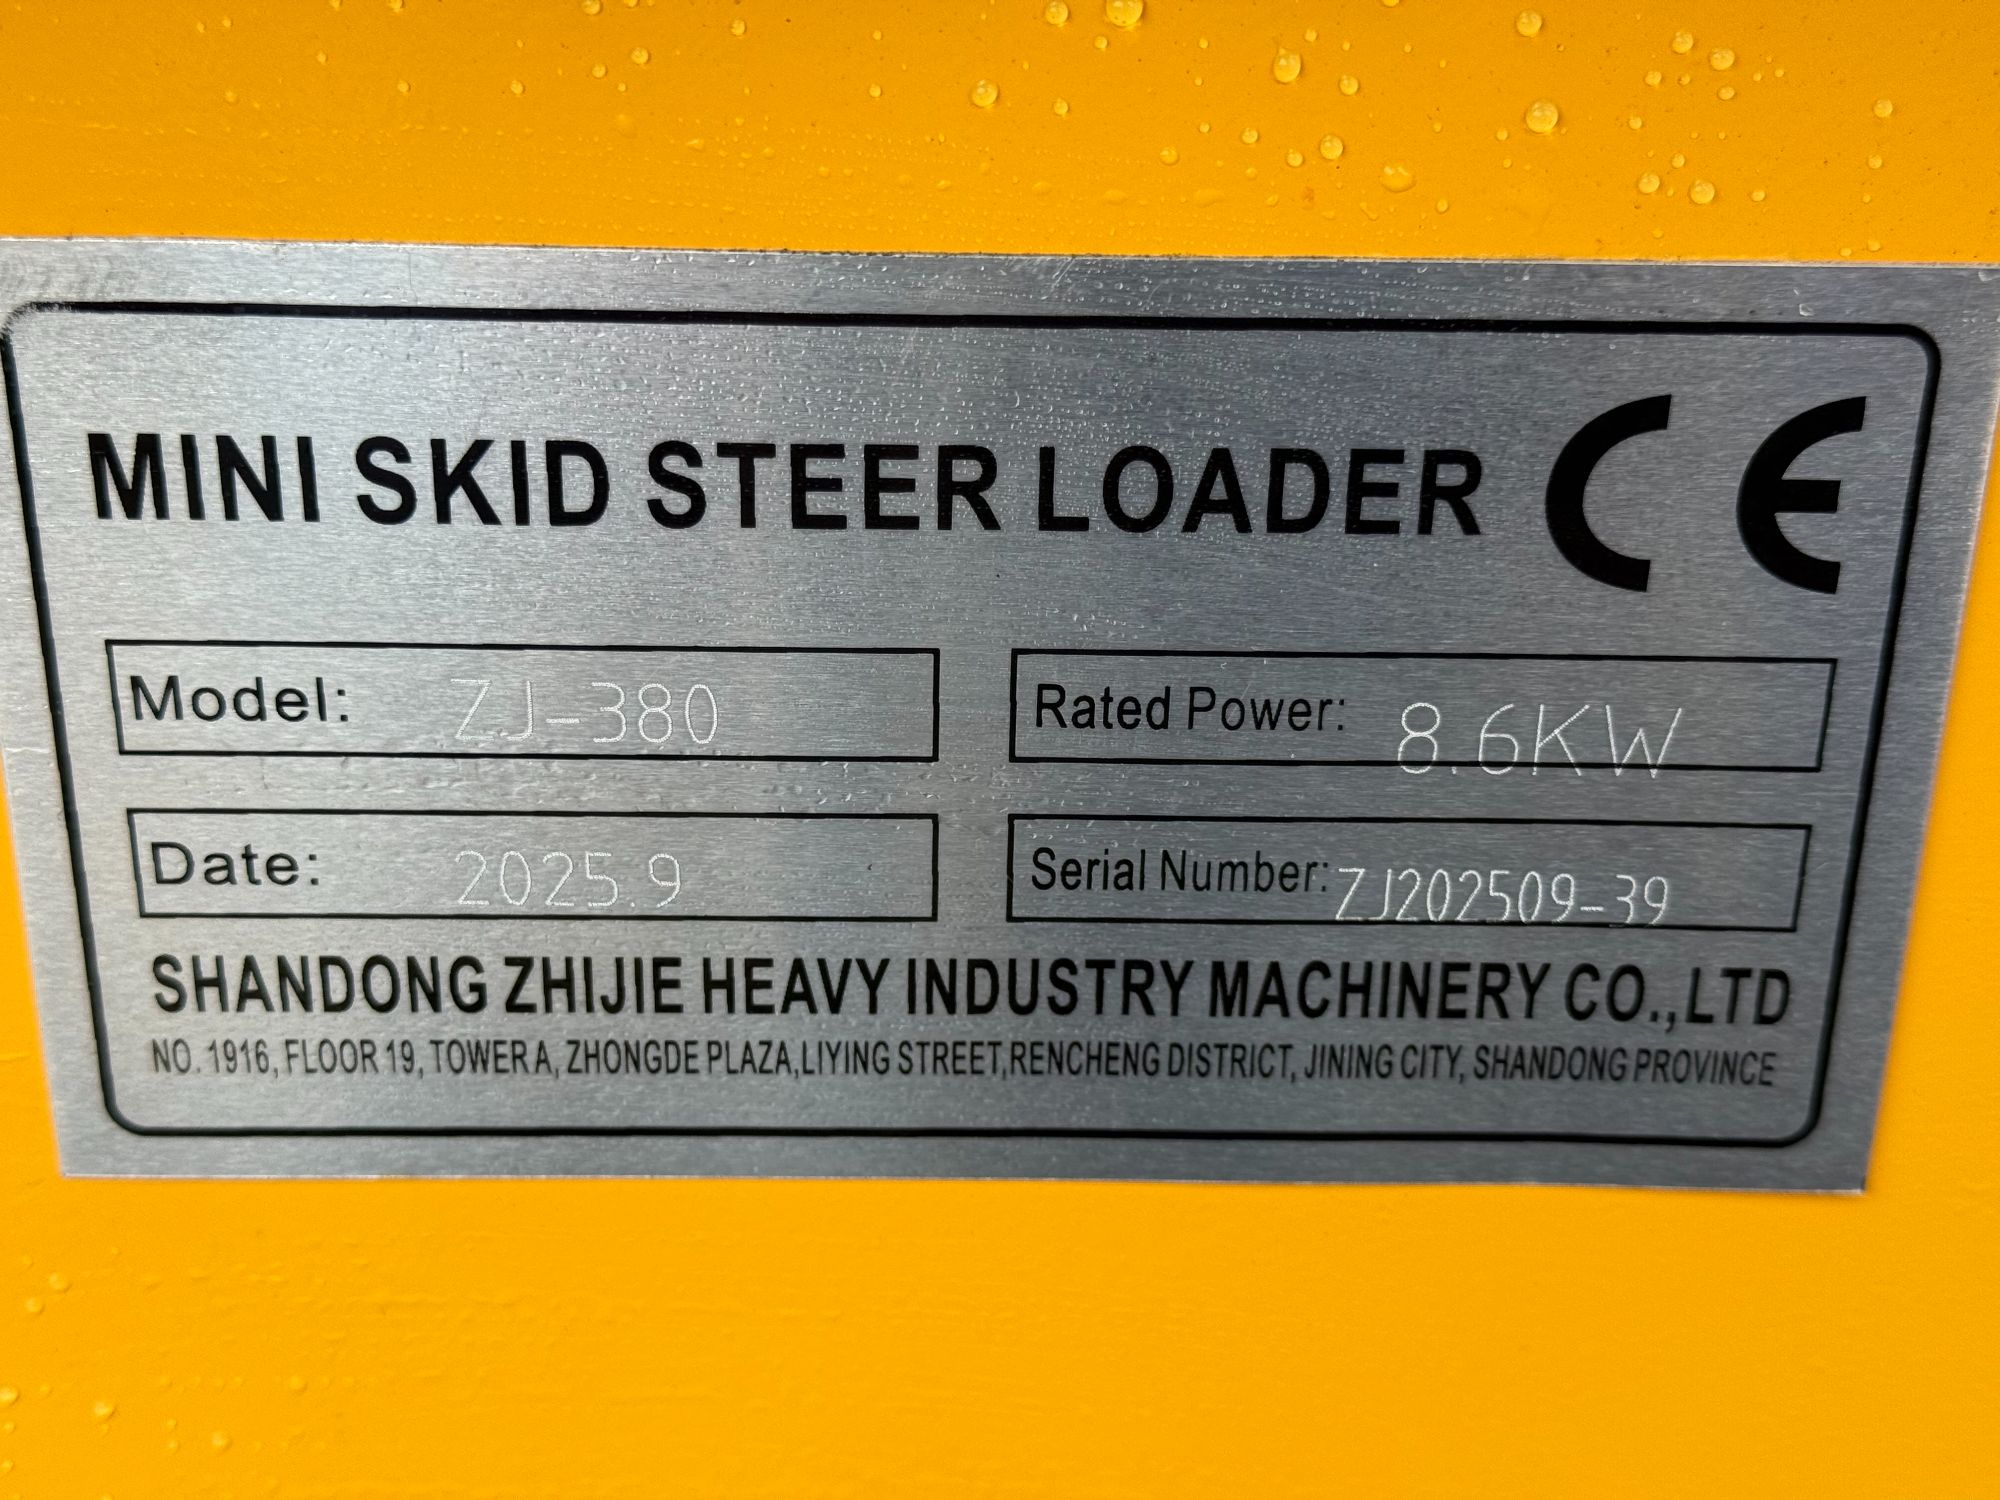 MINI SKID STEER LOADER CE
Model: ZJ-380
Rated Power: 8.6KW
Date: 2025.9
Serial Number: ZJ202509-39
SHANDONG ZHIJIE HEAVY INDUSTRY MACHINERY CO.,LTD
NO. 1916, FLOOR 19, TOWER A, ZHONGDE PLAZA,LIYING STREET,RENCHENG DISTRICT, JINING CITY, SHANDONG PROVINCE